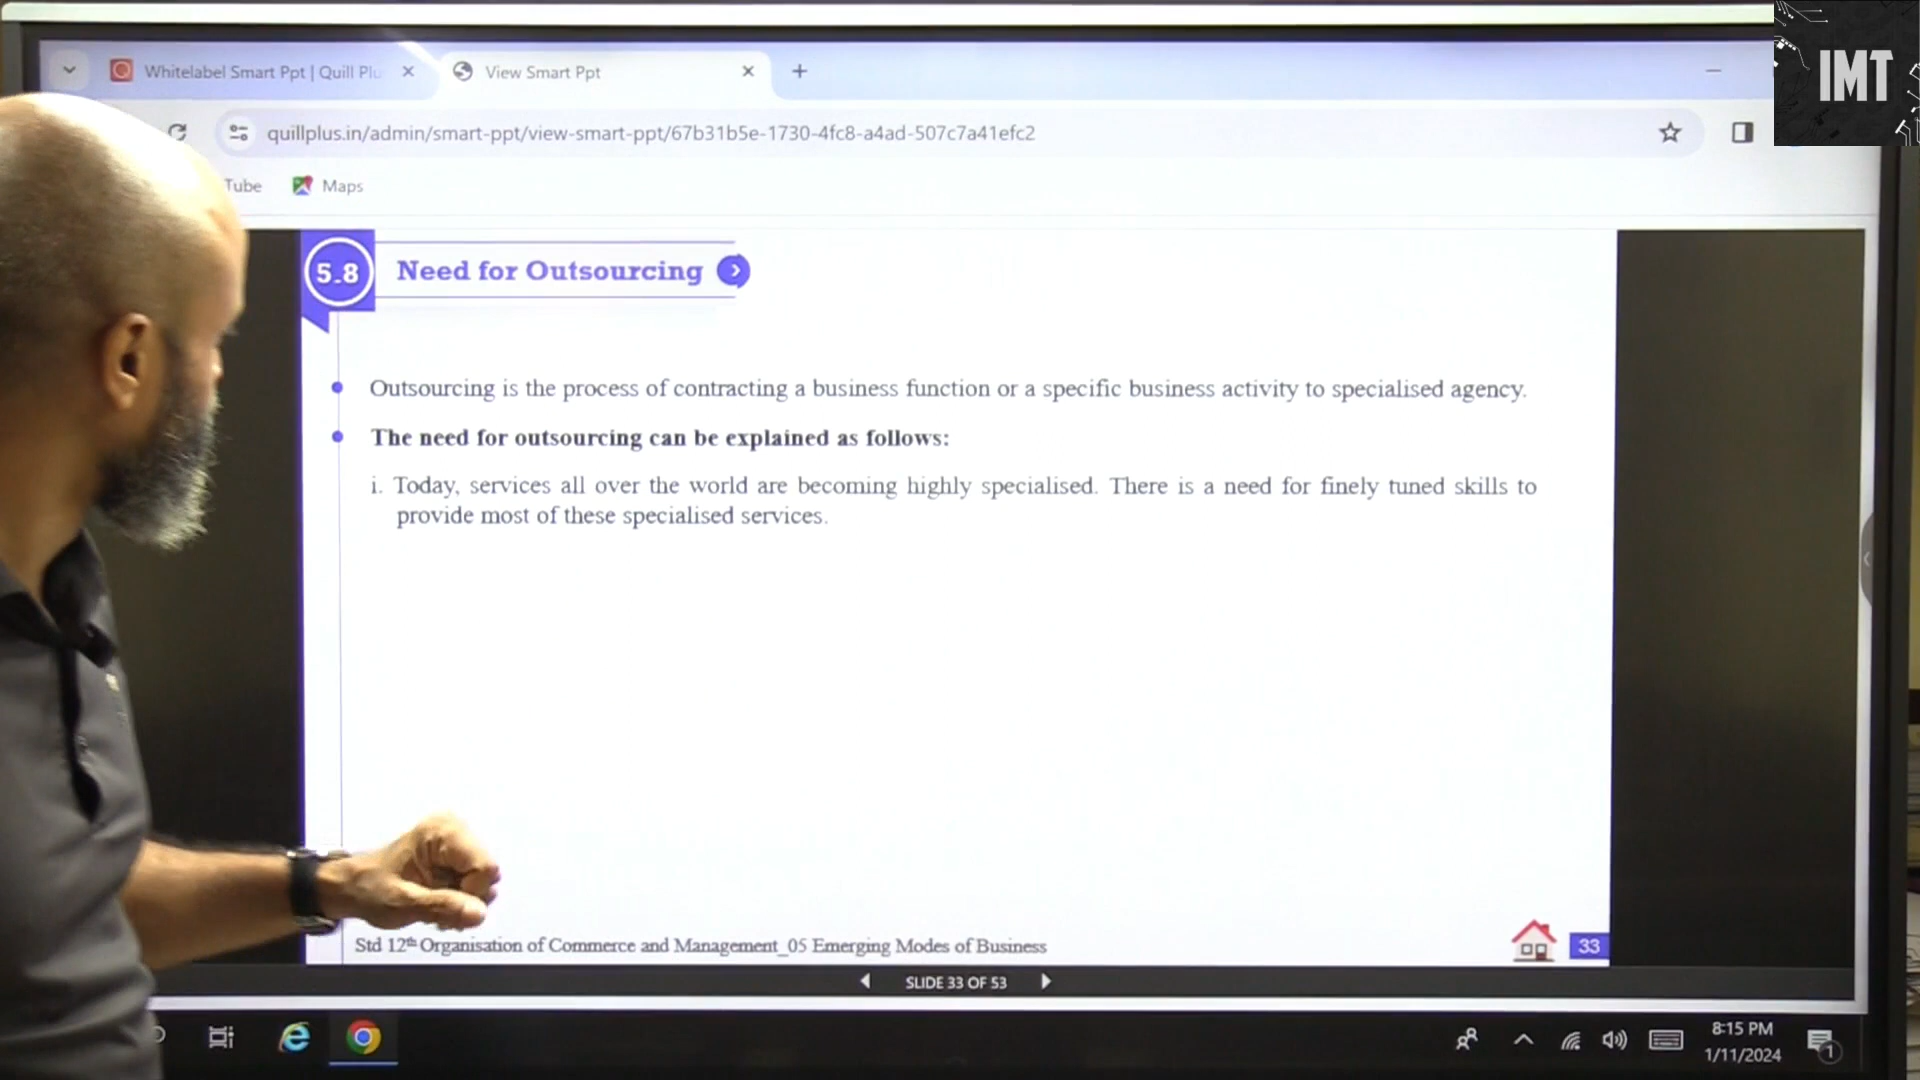 IMT
Whitelabel Smart Ppt | Quill Plu
View Smart Ppt
quillplus.in/admin/smart-ppt/view-smart-ppt/67b31b5e-1730-4fc8-a4ad-507c7a41efc2
Tube
Maps
5.8
Need for Outsourcing
Outsourcing is the process of contracting a business function or a specific business activity to specialised agency.
The need for outsourcing can be explained as follows:
i. Today, services all over the world are becoming highly specialised. There is a need for finely tuned skills to
provide most of these specialised services.
Std 12th Organisation of Commerce and Management_05 Emerging Modes of Business
33
SLIDE 33 OF 53
8:15 PM
1/11/2024
1